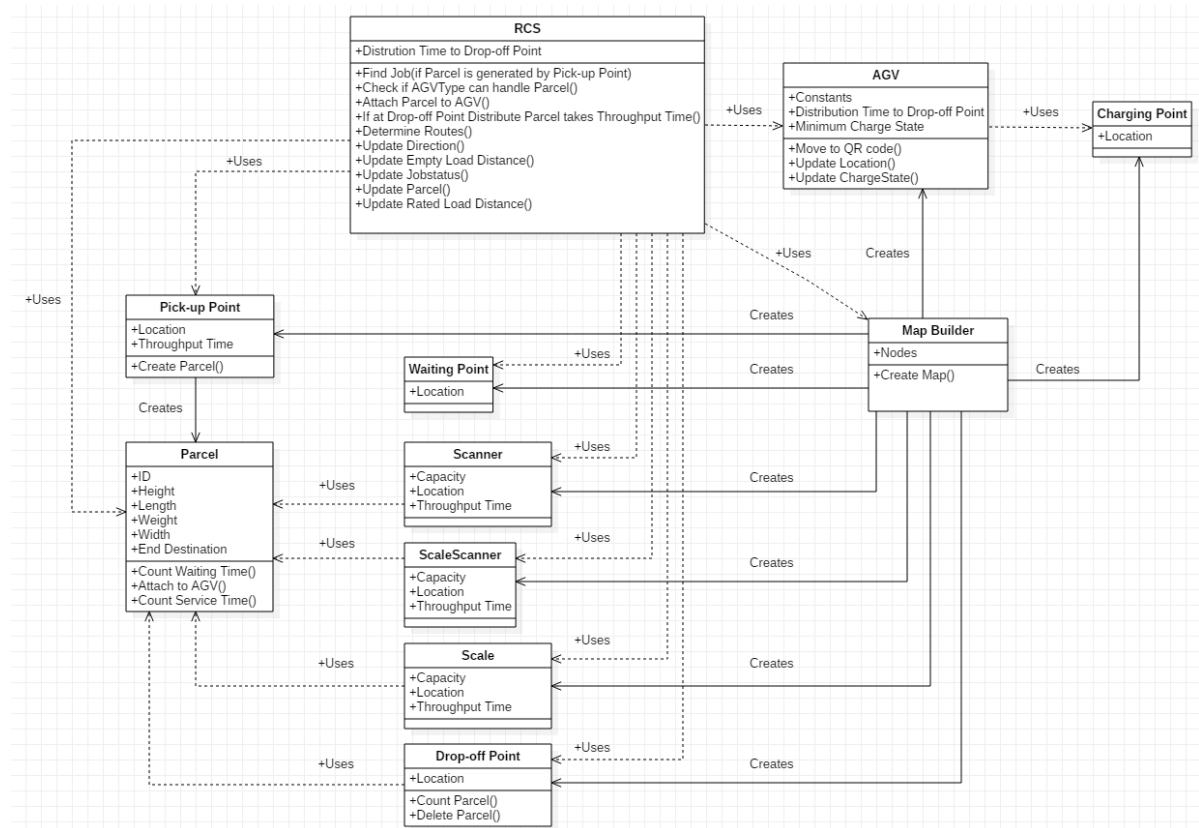 RCS
+Distrution Time to Drop-off Point
+Find Job(if Parcel is generated by Pick-up Point)
+Check if AGVType can handle Parcel()
+Attach Parcel to AGV()
+If at Drop-off Point Distribute Parcel takes Throughput Time()
+Determine Routes()
+Update Direction()
+Update Empty Load Distance()
+Update Jobstatus()
+Update Parcel()
+Update Rated Load Distance()
+Uses
AGV
+Constants
+Distribution Time to Drop-off Point
+Minimum Charge State
+Move to QR code()
+Update Location()
+Update ChargeState()
+Uses
Charging Point
+Location
+Uses
+Uses
Creates
+Uses
Pick-up Point
+Location
+Throughput Time
+Create Parcel()
Creates
Map Builder
+Nodes
+Create Map()
Creates
+Uses
Waiting Point
+Location
Creates
Creates
Parcel
+ID
+Height
+Length
+Weight
+Width
+End Destination
+Count Waiting Time()
+Attach to AGV()
+Count Service Time()
+Uses
Scanner
+Capacity
+Location
+Throughput Time
+Uses
Creates
+Uses
ScaleScanner
+Capacity
+Location
+Throughput Time
+Uses
Creates
+Uses
Scale
+Capacity
+Location
+Throughput Time
+Uses
Creates
+Uses
Drop-off Point
+Location
+Count Parcel()
+Delete Parcel()
+Uses
Creates